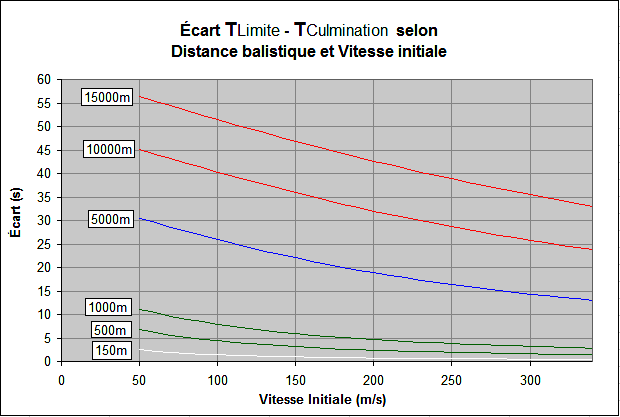 Écart TLimite - TCulmination selon
Distance balistique et Vitesse initiale
Écart (s)
60
55
50
45
40
35
30
25
20
15
10
5
0
15000m
10000m
5000m
1000m
500m
150m
0 50 100 150 200 250 300
Vitesse Initiale (m/s)